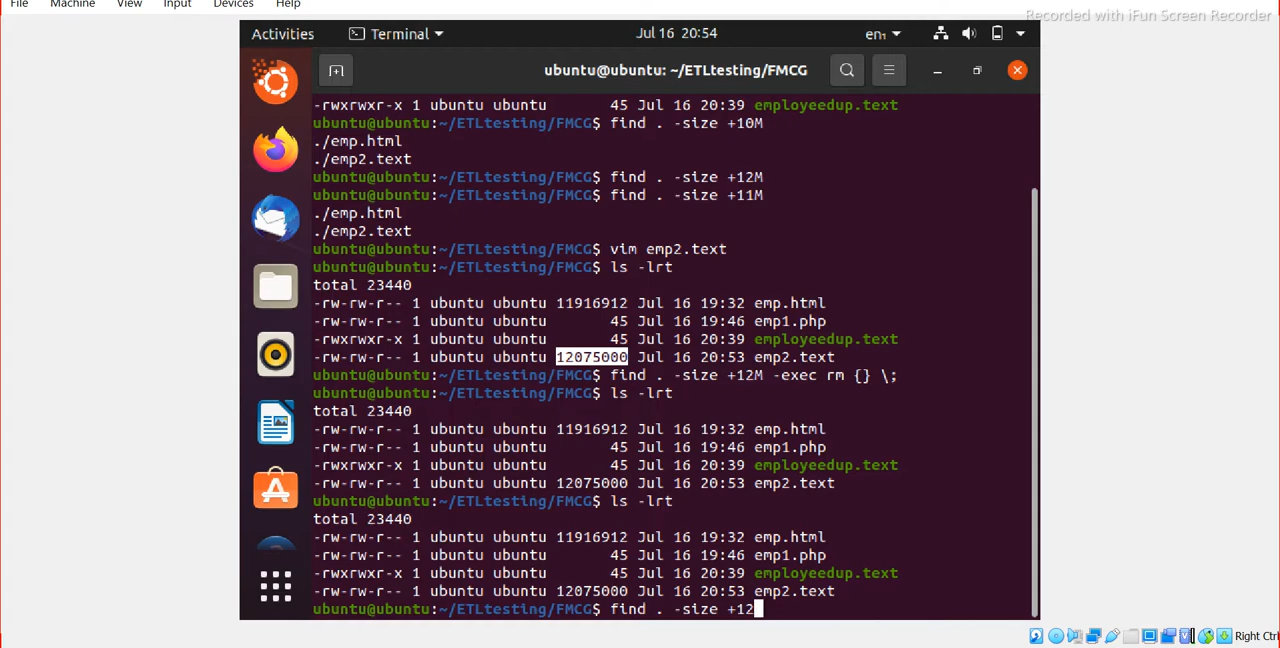 File Machine View Input Devices Help
Recorded with iFun Screen Recorder
Activities Terminal Jul 16 20:54 en₁
ubuntu@ubuntu: ~/ETLtesting/FMCG
-rwxrwxr-x 1 ubuntu ubuntu 45 Jul 16 20:39 employeedup.text
ubuntu@ubuntu:~/ETLtesting/FMCG$ find . -size +10M
./emp.html
./emp2.text
ubuntu@ubuntu:~/ETLtesting/FMCG$ find . -size +12M
ubuntu@ubuntu:~/ETLtesting/FMCG$ find . -size +11M
./emp.html
./emp2.text
ubuntu@ubuntu:~/ETLtesting/FMCG$ vim emp2.text
ubuntu@ubuntu:~/ETLtesting/FMCG$ ls -lrt
total 23440
-rw-rw-r-- 1 ubuntu ubuntu 11916912 Jul 16 19:32 emp.html
-rw-rw-r-- 1 ubuntu ubuntu 45 Jul 16 19:46 emp1.php
-rwxrwxr-x 1 ubuntu ubuntu 45 Jul 16 20:39 employeedup.text
-rw-rw-r-- 1 ubuntu ubuntu 12075000 Jul 16 20:53 emp2.text
ubuntu@ubuntu:~/ETLtesting/FMCG$ find . -size +12M -exec rm {} \;
ubuntu@ubuntu:~/ETLtesting/FMCG$ ls -lrt
total 23440
-rw-rw-r-- 1 ubuntu ubuntu 11916912 Jul 16 19:32 emp.html
-rw-rw-r-- 1 ubuntu ubuntu 45 Jul 16 19:46 emp1.php
-rwxrwxr-x 1 ubuntu ubuntu 45 Jul 16 20:39 employeedup.text
-rw-rw-r-- 1 ubuntu ubuntu 12075000 Jul 16 20:53 emp2.text
ubuntu@ubuntu:~/ETLtesting/FMCG$ ls -lrt
total 23440
-rw-rw-r-- 1 ubuntu ubuntu 11916912 Jul 16 19:32 emp.html
-rw-rw-r-- 1 ubuntu ubuntu 45 Jul 16 19:46 emp1.php
-rwxrwxr-x 1 ubuntu ubuntu 45 Jul 16 20:39 employeedup.text
-rw-rw-r-- 1 ubuntu ubuntu 12075000 Jul 16 20:53 emp2.text
ubuntu@ubuntu:~/ETLtesting/FMCG$ find . -size +12
Right Ctrl